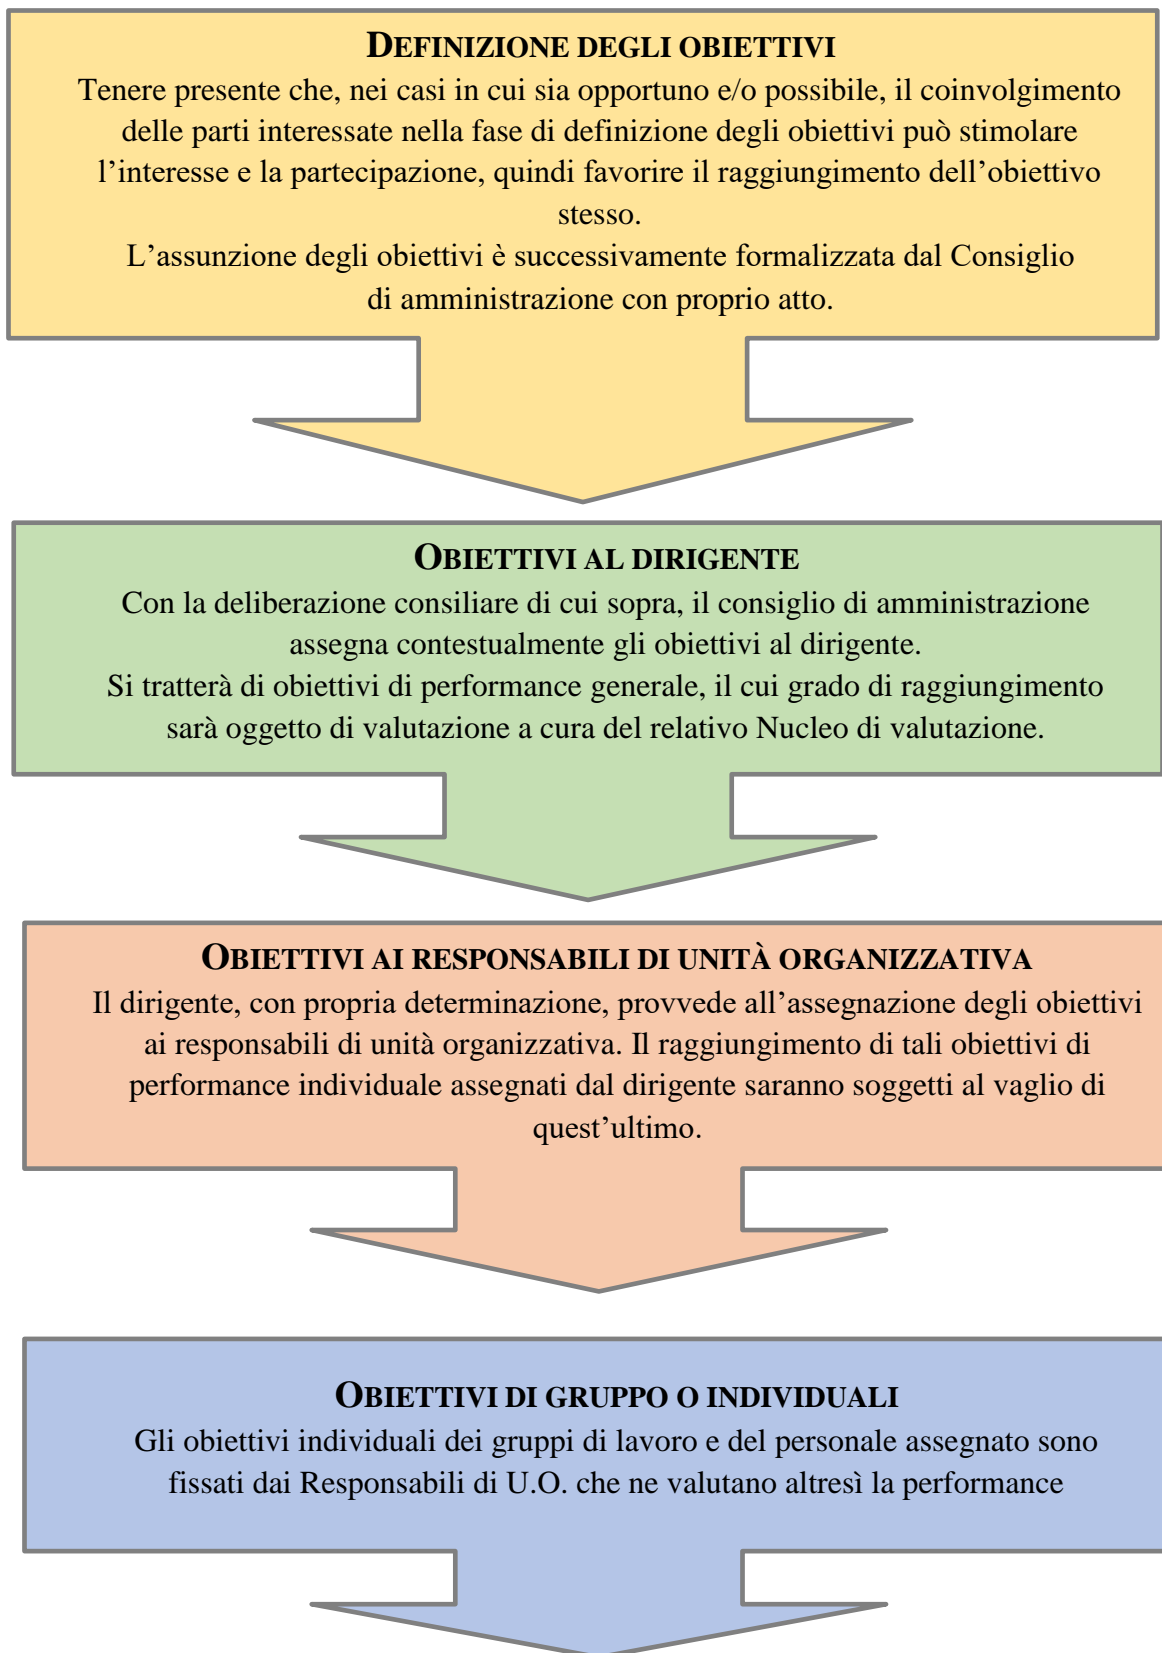 DEFINIZIONE DEGLI OBIETTIVI
Tenere presente che, nei casi in cui sia opportuno e/o possibile, il coinvolgimento
delle parti interessate nella fase di definizione degli obiettivi può stimolare
l’interesse e la partecipazione, quindi favorire il raggiungimento dell’obiettivo
stesso.
L’assunzione degli obiettivi è successivamente formalizzata dal Consiglio
di amministrazione con proprio atto.
OBIETTIVI AL DIRIGENTE
Con la deliberazione consiliare di cui sopra, il consiglio di amministrazione
assegna contestualmente gli obiettivi al dirigente.
Si tratterà di obiettivi di performance generale, il cui grado di raggiungimento
sarà oggetto di valutazione a cura del relativo Nucleo di valutazione.
OBIETTIVI AI RESPONSABILI DI UNITÀ ORGANIZZATIVA
Il dirigente, con propria determinazione, provvede all’assegnazione degli obiettivi
ai responsabili di unità organizzativa. Il raggiungimento di tali obiettivi di
performance individuale assegnati dal dirigente saranno soggetti al vaglio di
quest’ultimo.
OBIETTIVI DI GRUPPO O INDIVIDUALI
Gli obiettivi individuali dei gruppi di lavoro e del personale assegnato sono
fissati dai Responsabili di U.O. che ne valutano altresì la performance